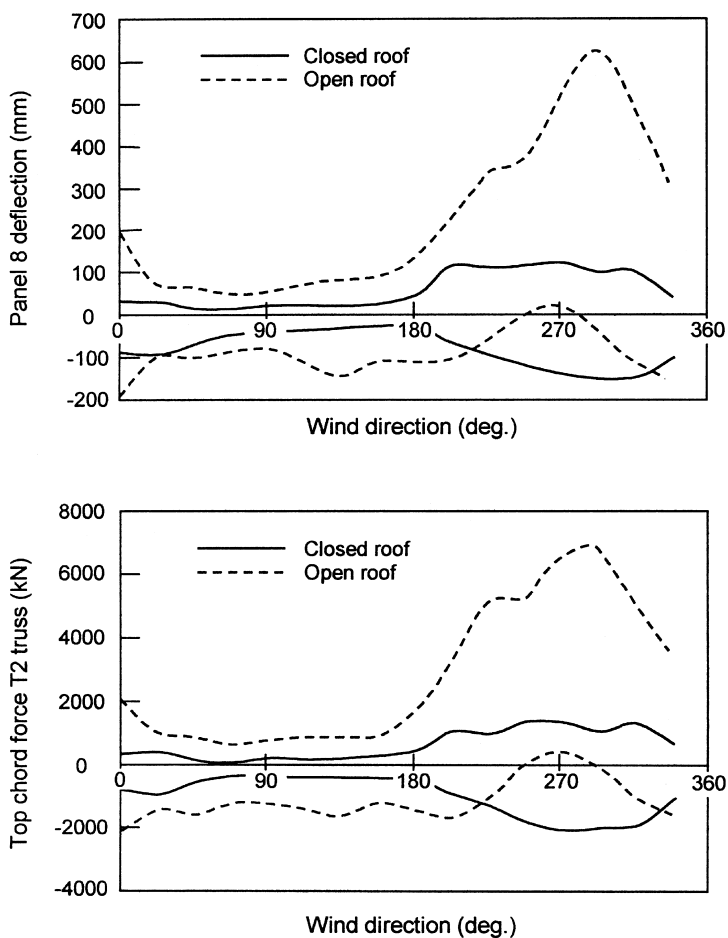 700
600
500
400
300
200
100
0
-100
-200
Panel 8 deflection (mm)
Closed roof
Open roof
0 90 180 270 360
Wind direction (deg.)
8000
6000
4000
2000
0
-2000
-4000
Top chord force T2 truss (kN)
Closed roof
Open roof
0 90 180 270 360
Wind direction (deg.)